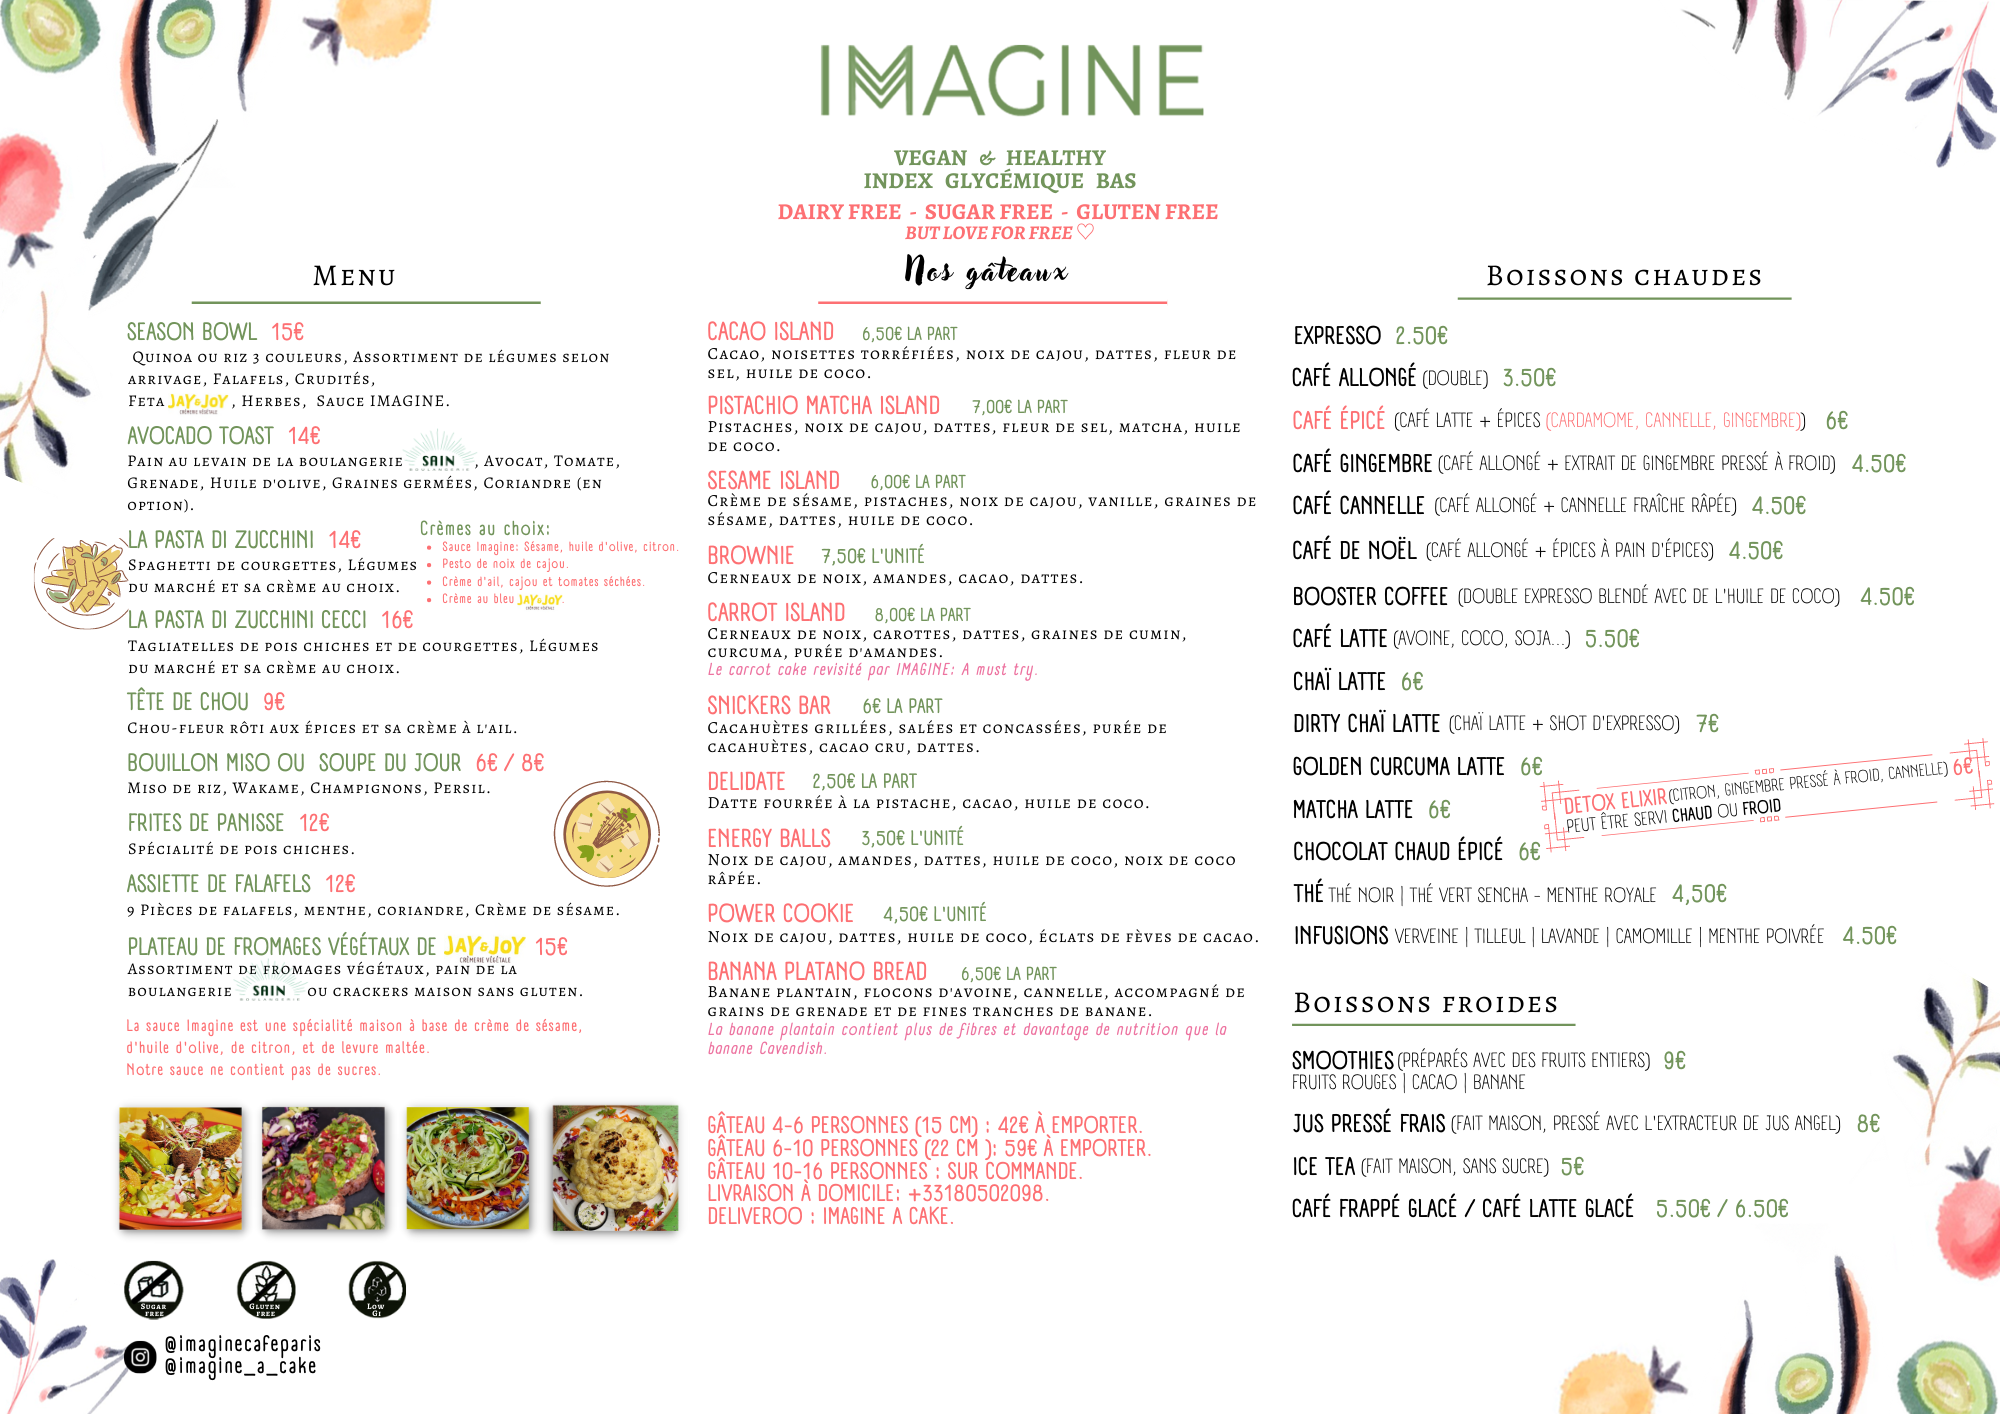 IMAGINE
VEGAN & HEALTHY
INDEX GLYCÉMIQUE BAS
DAIRY FREE - SUGAR FREE - GLUTEN FREE
BUT LOVE FOR FREE ♡
MENU
SEASON BOWL 15€
QUINOA OU RIZ 3 COULEURS, ASSORTIMENT DE LÉGUMES SELON
ARRIVAGE, FALAFELS, CRUDITÉS,
FETA JAY&JOY CRÈMERIE VÉGÉTALE , HERBES, SAUCE IMAGINE.
AVOCADO TOAST 14€
PAIN AU LEVAIN DE LA BOULANGERIE SAIN BOULANGERIE , AVOCAT, TOMATE,
GRENADE, HUILE D'OLIVE, GRAINES GERMÉES, CORIANDRE (EN
OPTION).
LA PASTA DI ZUCCHINI 14€
SPAGHETTI DE COURGETTES, LÉGUMES
DU MARCHÉ ET SA CRÈME AU CHOIX.
Crèmes au choix:
• Sauce Imagine: Sésame, huile d'olive, citron.
• Pesto de noix de cajou.
• Crème d'ail, cajou et tomates séchées.
• Crème au bleu JAY&JOY CRÈMERIE VÉGÉTALE.
LA PASTA DI ZUCCHINI CECCI 16€
TAGLIATELLES DE POIS CHICHES ET DE COURGETTES, LÉGUMES
DU MARCHÉ ET SA CRÈME AU CHOIX.
TÊTE DE CHOU 9€
CHOU-FLEUR RÔTI AUX ÉPICES ET SA CRÈME À L'AIL.
BOUILLON MISO OU SOUPE DU JOUR 6€ / 8€
MISO DE RIZ, WAKAME, CHAMPIGNONS, PERSIL.
FRITES DE PANISSE 12€
SPÉCIALITÉ DE POIS CHICHES.
ASSIETTE DE FALAFELS 12€
9 PIÈCES DE FALAFELS, MENTHE, CORIANDRE, CRÈME DE SÉSAME.
PLATEAU DE FROMAGES VÉGÉTAUX DE JAY&JOY CRÈMERIE VÉGÉTALE 15€
ASSORTIMENT DE FROMAGES VÉGÉTAUX, PAIN DE LA
BOULANGERIE SAIN BOULANGERIE OU CRACKERS MAISON SANS GLUTEN.
La sauce Imagine est une spécialité maison à base de crème de sésame,
d'huile d'olive, de citron, et de levure maltée.
Notre sauce ne contient pas de sucres.
SUGAR FREE
GLUTEN FREE
LOW GI
@imaginecafeparis
@imagine_a_cake
Nos gâteaux
CACAO ISLAND 6,50€ LA PART
CACAO, NOISETTES TORRÉFIÉES, NOIX DE CAJOU, DATTES, FLEUR DE
SEL, HUILE DE COCO.
PISTACHIO MATCHA ISLAND 7,00€ LA PART
PISTACHES, NOIX DE CAJOU, DATTES, FLEUR DE SEL, MATCHA, HUILE
DE COCO.
SESAME ISLAND 6,00€ LA PART
CRÈME DE SÉSAME, PISTACHES, NOIX DE CAJOU, VANILLE, GRAINES DE
SÉSAME, DATTES, HUILE DE COCO.
BROWNIE 7,50€ L'UNITÉ
CERNEAUX DE NOIX, AMANDES, CACAO, DATTES.
CARROT ISLAND 8,00€ LA PART
CERNEAUX DE NOIX, CAROTTES, DATTES, GRAINES DE CUMIN,
CURCUMA, PURÉE D'AMANDES.
Le carrot cake revisité par IMAGINE; A must try.
SNICKERS BAR 6€ LA PART
CACAHUÈTES GRILLÉES, SALÉES ET CONCASSÉES, PURÉE DE
CACAHUÈTES, CACAO CRU, DATTES.
DELIDATE 2,50€ LA PART
DATTE FOURRÉE À LA PISTACHE, CACAO, HUILE DE COCO.
ENERGY BALLS 3,50€ L'UNITÉ
NOIX DE CAJOU, AMANDES, DATTES, HUILE DE COCO, NOIX DE COCO
RÂPÉE.
POWER COOKIE 4,50€ L'UNITÉ
NOIX DE CAJOU, DATTES, HUILE DE COCO, ÉCLATS DE FÈVES DE CACAO.
BANANA PLATANO BREAD 6,50€ LA PART
BANANE PLANTAIN, FLOCONS D'AVOINE, CANNELLE, ACCOMPAGNÉ DE
GRAINS DE GRENADE ET DE FINES TRANCHES DE BANANE.
La banane plantain contient plus de fibres et davantage de nutrition que la
banane Cavendish.
GÂTEAU 4-6 PERSONNES (15 CM) : 42€ À EMPORTER.
GÂTEAU 6-10 PERSONNES (22 CM ): 59€ À EMPORTER.
GÂTEAU 10-16 PERSONNES : SUR COMMANDE.
LIVRAISON À DOMICILE: +33180502098.
DELIVEROO : IMAGINE A CAKE.
BOISSONS CHAUDES
EXPRESSO 2.50€
CAFÉ ALLONGÉ (DOUBLE) 3.50€
CAFÉ ÉPICÉ (CAFÉ LATTE + ÉPICES (CARDAMOME, CANNELLE, GINGEMBRE)) 6€
CAFÉ GINGEMBRE (CAFÉ ALLONGÉ + EXTRAIT DE GINGEMBRE PRESSÉ À FROID) 4.50€
CAFÉ CANNELLE (CAFÉ ALLONGÉ + CANNELLE FRAÎCHE RÂPÉE) 4.50€
CAFÉ DE NOËL (CAFÉ ALLONGÉ + ÉPICES À PAIN D'ÉPICES) 4.50€
BOOSTER COFFEE (DOUBLE EXPRESSO BLENDÉ AVEC DE L'HUILE DE COCO) 4.50€
CAFÉ LATTE (AVOINE, COCO, SOJA...) 5.50€
CHAÏ LATTE 6€
DIRTY CHAÏ LATTE (CHAÏ LATTE + SHOT D'EXPRESSO) 7€
GOLDEN CURCUMA LATTE 6€
MATCHA LATTE 6€
DETOX ELIXIR (CITRON, GINGEMBRE PRESSÉ À FROID, CANNELLE) 6€
PEUT ÊTRE SERVI CHAUD OU FROID
CHOCOLAT CHAUD ÉPICÉ 6€
THÉ THÉ NOIR | THÉ VERT SENCHA - MENTHE ROYALE 4,50€
INFUSIONS VERVEINE | TILLEUL | LAVANDE | CAMOMILLE | MENTHE POIVRÉE 4.50€
BOISSONS FROIDES
SMOOTHIES (PRÉPARÉS AVEC DES FRUITS ENTIERS) 9€
FRUITS ROUGES | CACAO | BANANE
JUS PRESSÉ FRAIS (FAIT MAISON, PRESSÉ AVEC L'EXTRACTEUR DE JUS ANGEL) 8€
ICE TEA (FAIT MAISON, SANS SUCRE) 5€
CAFÉ FRAPPÉ GLACÉ / CAFÉ LATTE GLACÉ 5.50€ / 6.50€